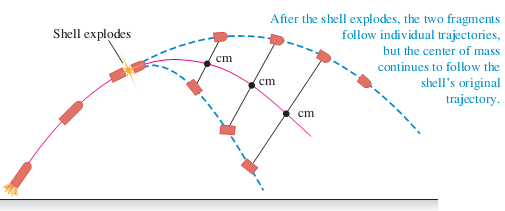 After the shell explodes, the two fragments
follow individual trajectories,
but the center of mass
continues to follow the
shell's original
trajectory.
Shell explodes
cm
cm
cm